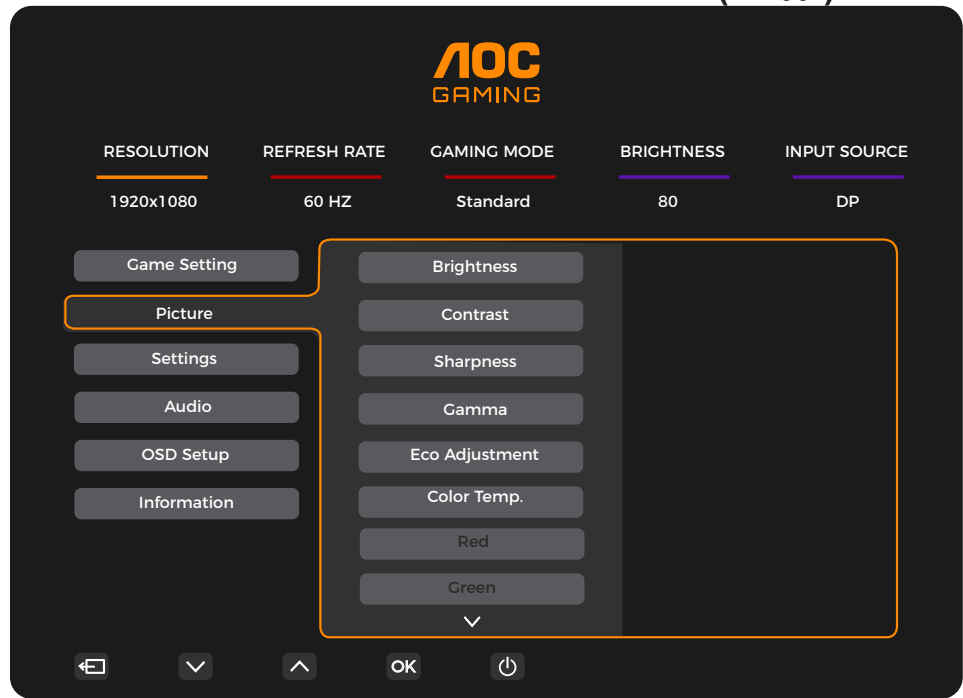 AOC
GAMING
RESOLUTION REFRESH RATE GAMING MODE BRIGHTNESS INPUT SOURCE
1920x1080 60 HZ Standard 80 DP
Game Setting
Picture
Settings
Audio
OSD Setup
Information
Brightness
Contrast
Sharpness
Gamma
Eco Adjustment
Color Temp.
Red
Green
OK